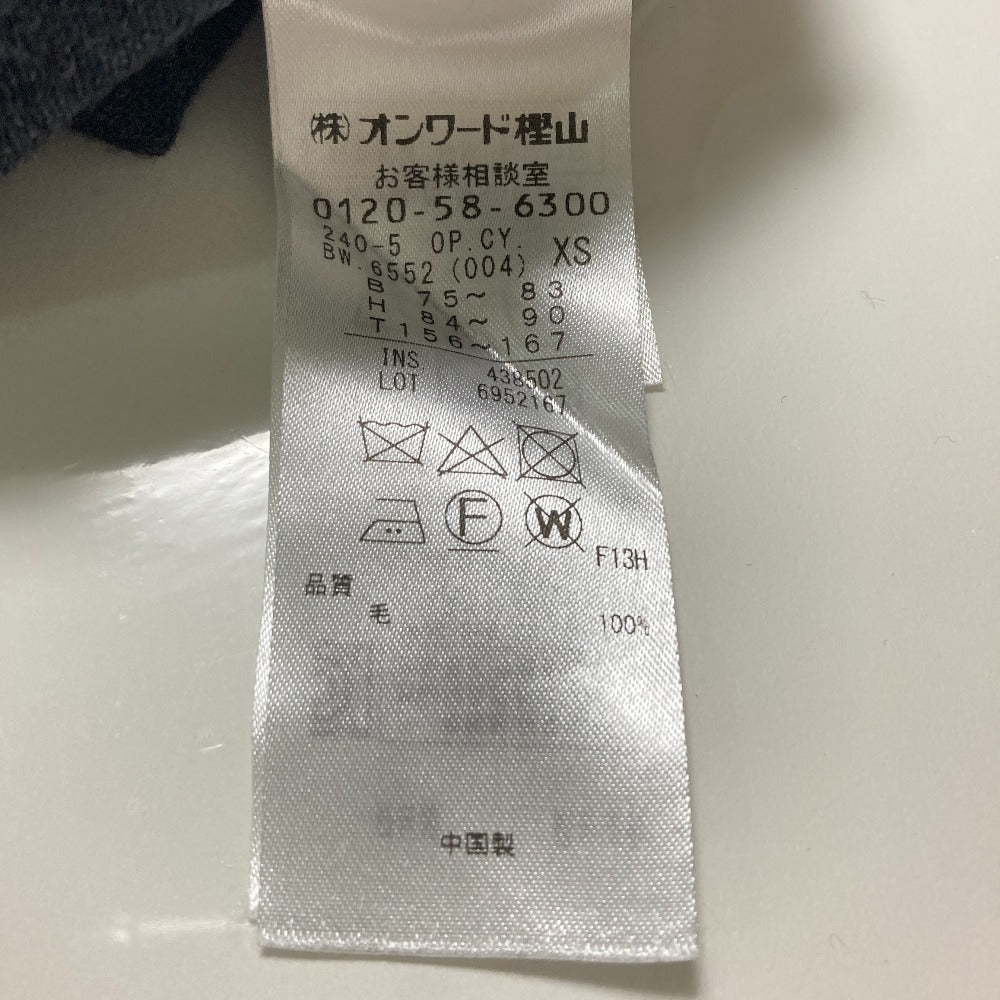 (株)オンワード樫山
お客様相談室
0120-58-6300
240-5 OP.CY. XS
BW.6552 (004)
B 75～ 83
H 84～ 90
T156～167
INS 438502
LOT 6952167
F
W
F13H
品質
毛 100%
中国製